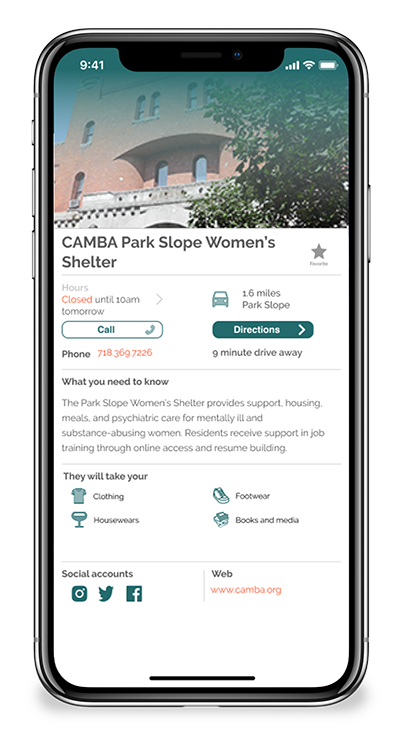 9:41
CAMBA Park Slope Women's
Shelter
Favorite
Hours
Closed until 10am
tomorrow
1.6 miles
Park Slope
Call
Directions
Phone 718.369.7226
9 minute drive away
What you need to know
The Park Slope Women's Shelter provides support, housing,
meals, and psychiatric care for mentally ill and
substance-abusing women. Residents receive support in job
training through online access and resume building.
They will take your
Clothing
Footwear
Housewears
Books and media
Social accounts
Web
www.camba.org